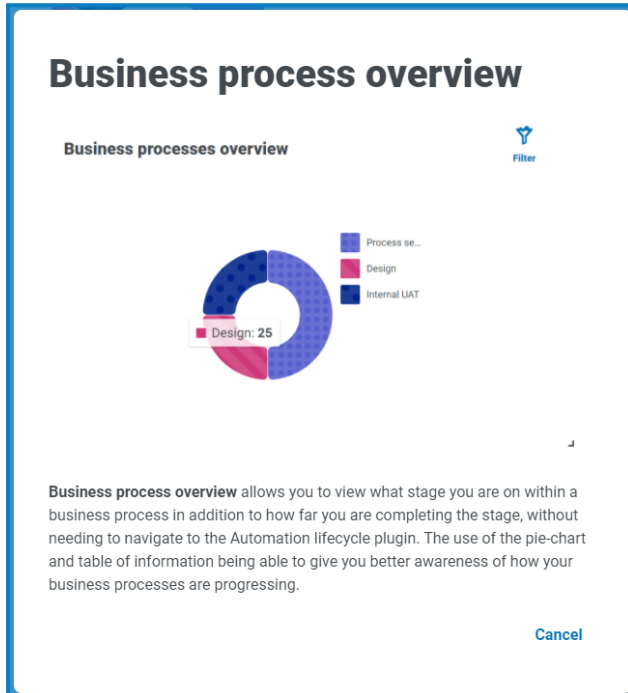 Business process overview
Business processes overview
Filter
Process se...
Design
Internal UAT
Design: 25
Business process overview allows you to view what stage you are on within a
business process in addition to how far you are completing the stage, without
needing to navigate to the Automation lifecycle plugin. The use of the pie-chart
and table of information being able to give you better awareness of how your
business processes are progressing.
Cancel